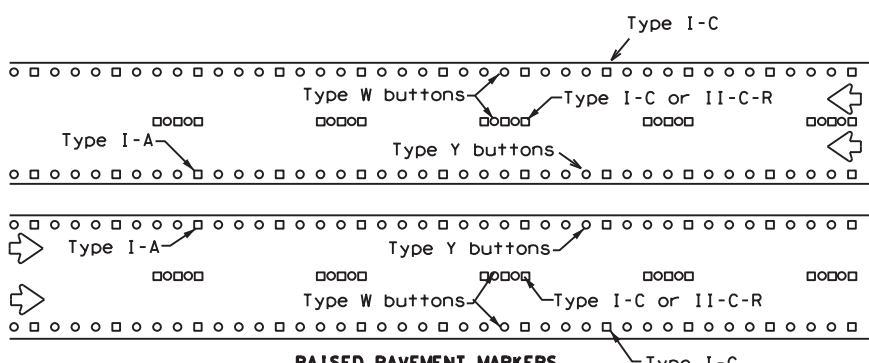 Type I-C
Type W buttons
Type I-C or II-C-R
Type I-A
Type Y buttons
Type I-A
Type Y buttons
Type W buttons
Type I-C or II-C-R
RAISED PAVEMENT MARKERS
Type I-C